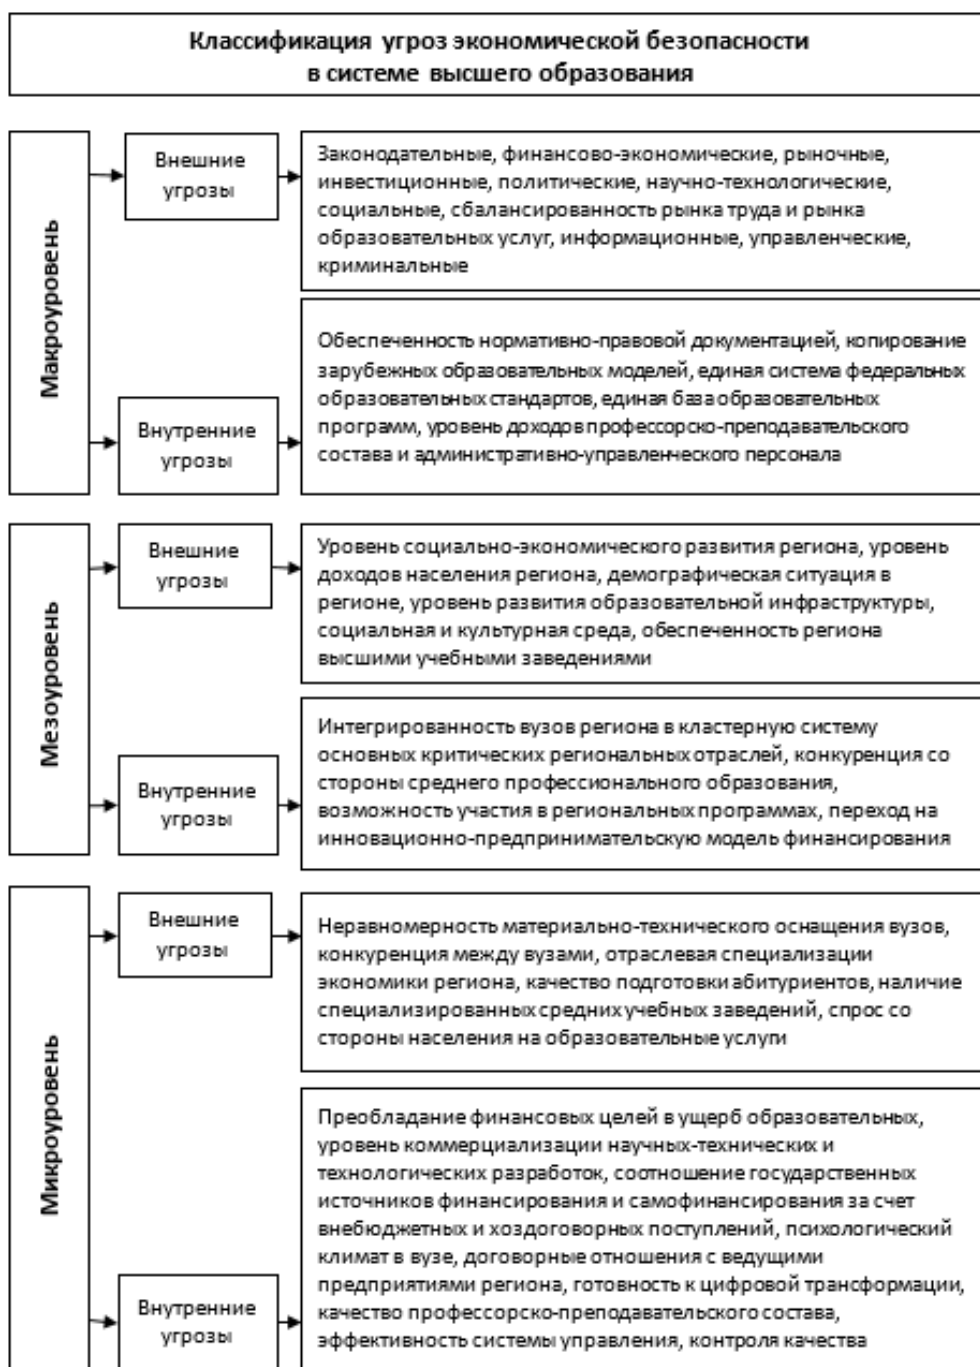 Классификация угроз экономической безопасности
в системе высшего образования
Макроуровень
Внешние
угрозы
Законодательные, финансово-экономические, рыночные,
инвестиционные, политические, научно-технологические,
социальные, сбалансированность рынка труда и рынка
образовательных услуг, информационные, управленческие,
криминальные
Внутренние
угрозы
Обеспеченность нормативно-правовой документацией, копирование
зарубежных образовательных моделей, единая система федеральных
образовательных стандартов, единая база образовательных
программ, уровень доходов профессорско-преподавательского
состава и административно-управленческого персонала
Мезоуровень
Внешние
угрозы
Уровень социально-экономического развития региона, уровень
доходов населения региона, демографическая ситуация в
регионе, уровень развития образовательной инфраструктуры,
социальная и культурная среда, обеспеченность региона
высшими учебными заведениями
Внутренние
угрозы
Интегрированность вузов региона в кластерную систему
основных критических региональных отраслей, конкуренция со
стороны среднего профессионального образования,
возможность участия в региональных программах, переход на
инновационно-предпринимательскую модель финансирования
Микроуровень
Внешние
угрозы
Неравномерность материально-технического оснащения вузов,
конкуренция между вузами, отраслевая специализации
экономики региона, качество подготовки абитуриентов, наличие
специализированных средних учебных заведений, спрос со
стороны населения на образовательные услуги
Внутренние
угрозы
Преобладание финансовых целей в ущерб образовательных,
уровень коммерциализации научных-технических и
технологических разработок, соотношение государственных
источников финансирования и самофинансирования за счет
внебюджетных и хоздоговорных поступлений, психологический
климат в вузе, договорные отношения с ведущими
предприятиями региона, готовность к цифровой трансформации,
качество профессорско-преподавательского состава,
эффективность системы управления, контроля качества